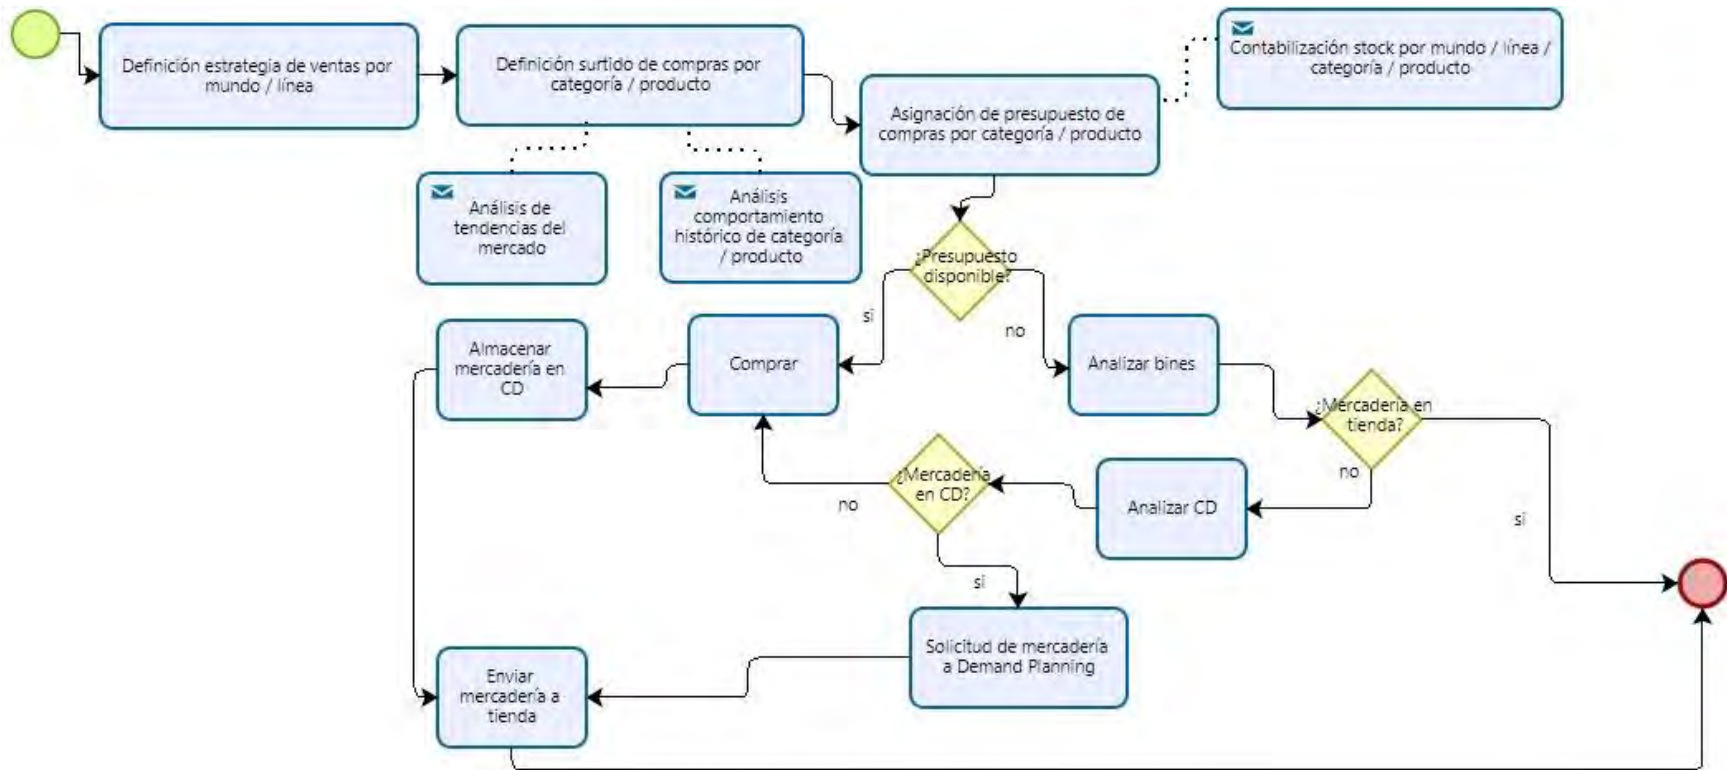 Definición estrategia de ventas por
mundo / línea
Definición surtido de compras por
categoría / producto
Asignación de presupuesto de
compras por categoría / producto
Contabilización stock por mundo / línea /
categoría / producto
Análisis de
tendencias del
mercado
Análisis
comportamiento
histórico de categoría
/ producto
¿Presupuesto
disponible?
si
no
Almacenar
mercadería en
CD
Comprar
Analizar bines
¿Mercadería en
tienda?
no
si
¿Mercadería
en CD?
no
si
Analizar CD
Solicitud de mercadería
a Demand Planning
Enviar
mercadería a
tienda